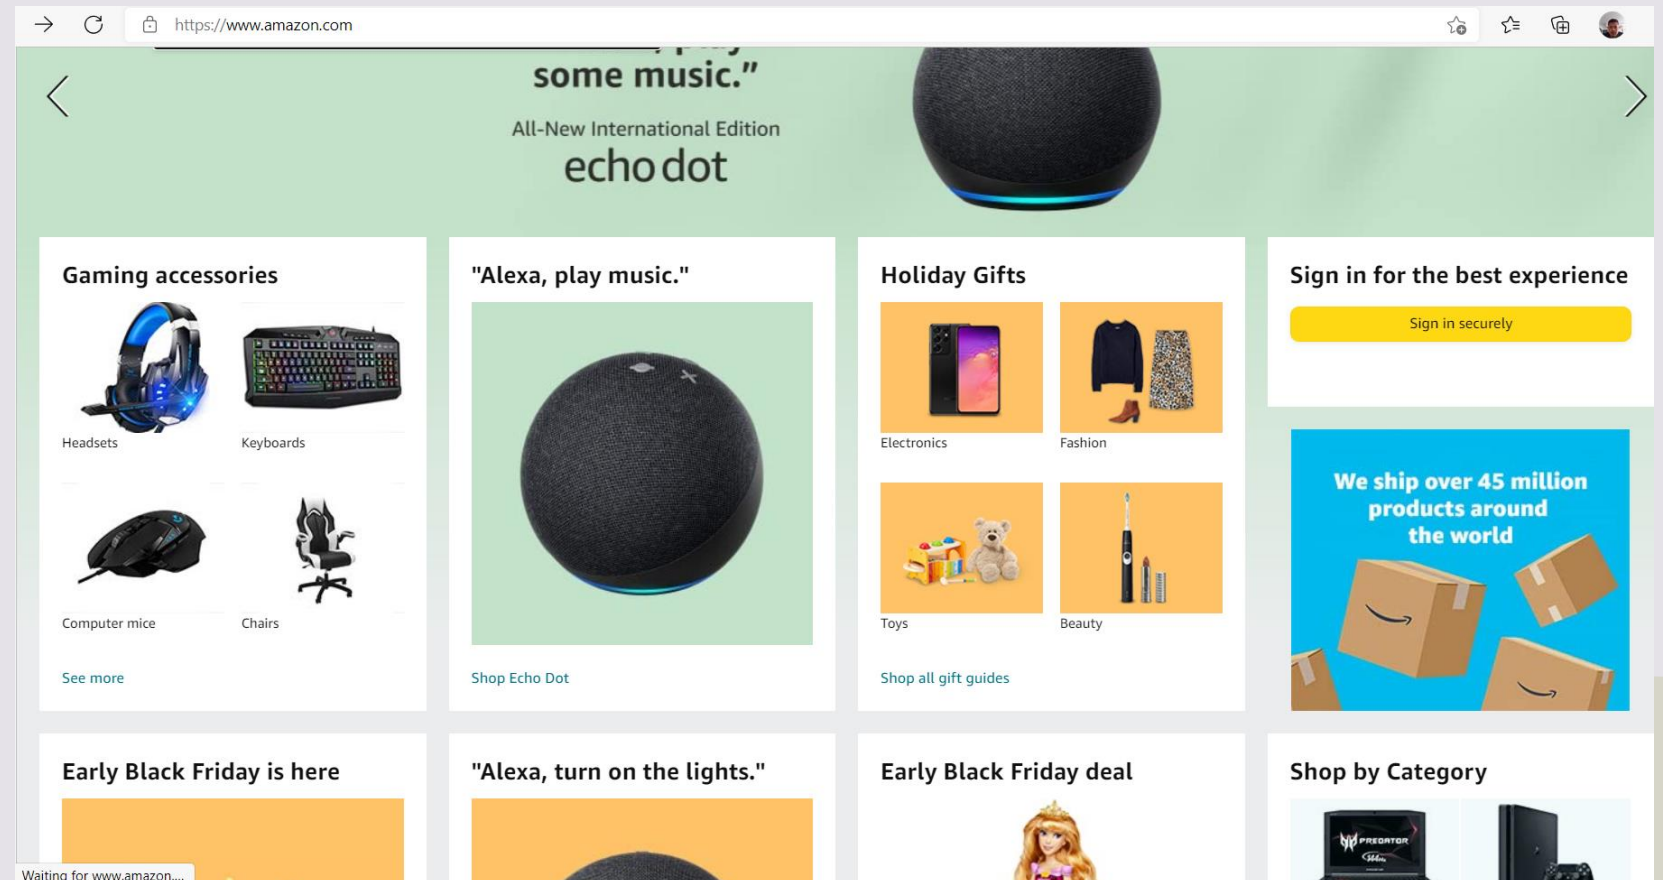 https://www.amazon.com
some music.”
All-New International Edition
echo dot
Gaming accessories
Headsets
Keyboards
Computer mice
Chairs
See more
"Alexa, play music."
Shop Echo Dot
Holiday Gifts
Electronics
Fashion
Toys
Beauty
Shop all gift guides
Sign in for the best experience
Sign in securely
We ship over 45 million
products around
the world
Early Black Friday is here
"Alexa, turn on the lights."
Early Black Friday deal
Shop by Category
PREDATOR
Waiting for www.amazon....